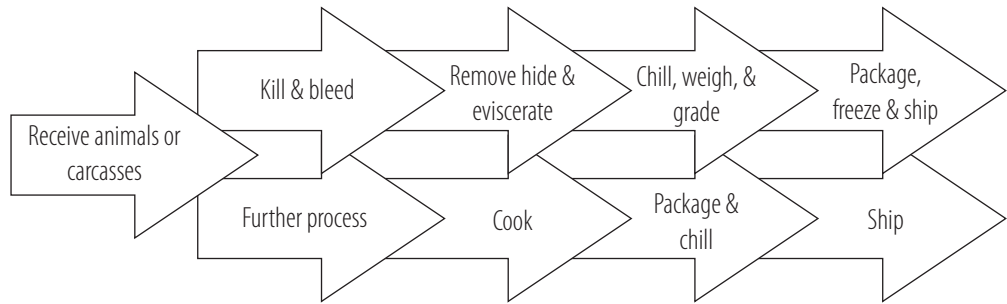 Receive animals or
carcasses
Kill & bleed
Remove hide &
eviscerate
Chill, weigh, &
grade
Package,
freeze & ship
Further process
Cook
Package &
chill
Ship